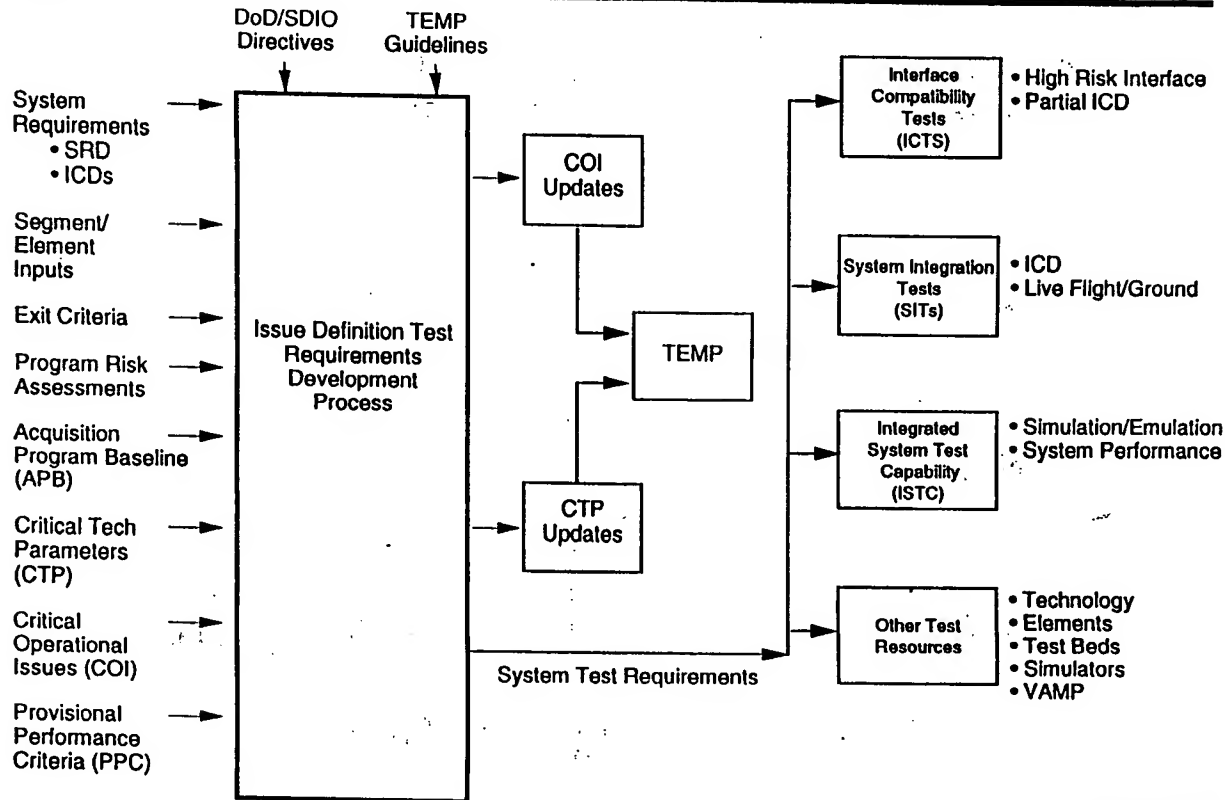 DoD/SDIO
Directives
TEMP
Guidelines
System
Requirements
• SRD
• ICDs
Segment/
Element
Inputs
Exit Criteria
Program Risk
Assessments
Acquisition
Program Baseline
(APB)
Critical Tech
Parameters
(CTP)
Critical
Operational
Issues (COI)
Provisional
Performance
Criteria (PPC)
Issue Definition Test
Requirements
Development
Process
COI
Updates
TEMP
CTP
Updates
System Test Requirements
Interface
Compatibility
Tests
(ICTS)
• High Risk Interface
• Partial ICD
System Integration
Tests
(SITs)
• ICD
• Live Flight/Ground
Integrated
System Test
Capability
(ISTC)
• Simulation/Emulation
• System Performance
Other Test
Resources
• Technology
• Elements
• Test Beds
• Simulators
• VAMP